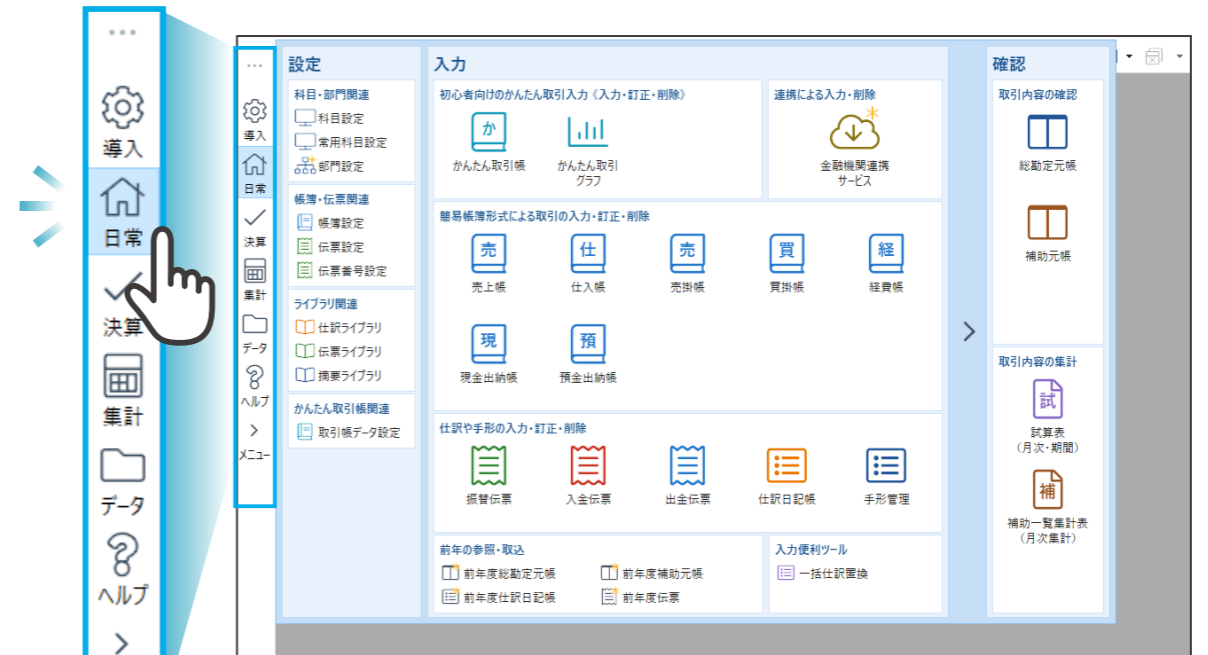 …
導入
日常
決算
集計
データ
ヘルプ
…
導入
日常
決算
集計
データ
ヘルプ
メニュー
設定
科目・部門関連
科目設定
常用科目設定
部門設定
帳簿・伝票関連
帳簿設定
伝票設定
伝票番号設定
ライブラリ関連
仕訳ライブラリ
伝票ライブラリ
摘要ライブラリ
かんたん取引帳関連
取引帳データ設定
入力
初心者向けのかんたん取引入力《入力・訂正・削除》
か
かんたん取引帳
かんたん取引
グラフ
連携による入力・削除
金融機関連携
サービス
簡易帳簿形式による取引の入力・訂正・削除
売 仕 売 買 経
売上帳 仕入帳 売掛帳 買掛帳 経費帳
現 預
現金出納帳 預金出納帳
仕訳や手形の入力・訂正・削除
振替伝票 入金伝票 出金伝票 仕訳日記帳 手形管理
前年の参照・取込
前年度総勘定元帳 前年度補助元帳
前年度仕訳日記帳 前年度伝票
入力便利ツール
一括仕訳置換
確認
取引内容の確認
総勘定元帳
補助元帳
取引内容の集計
試
試算表
（月次・期間）
補
補助一覧集計表
（月次集計）